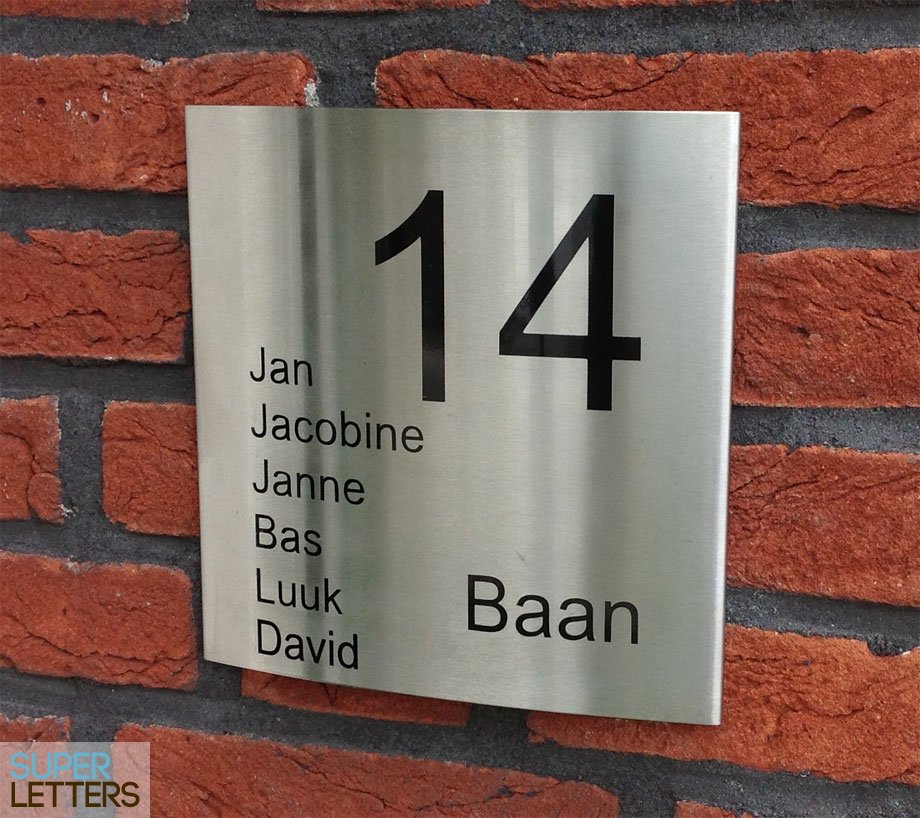 14
Jan
Jacobine
Janne
Bas
Luuk
David
Baan
SUPER
LETTERS